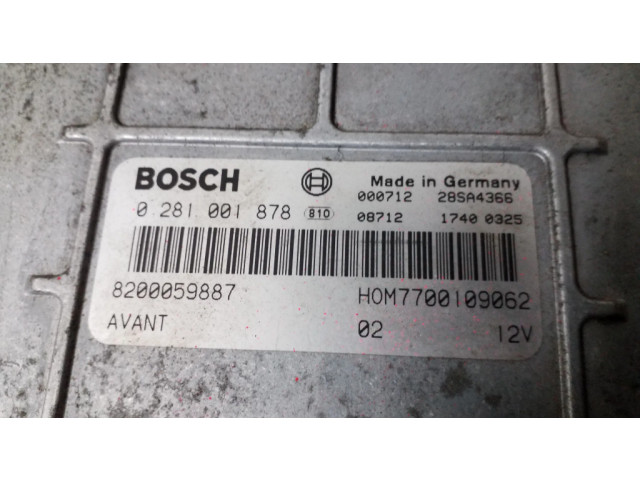 BOSCH Made in Germany
000712 28SA4366
0 281 001 878 810 08712 1740 0325
8200059887 HOM7700109062
AVANT 02 12V